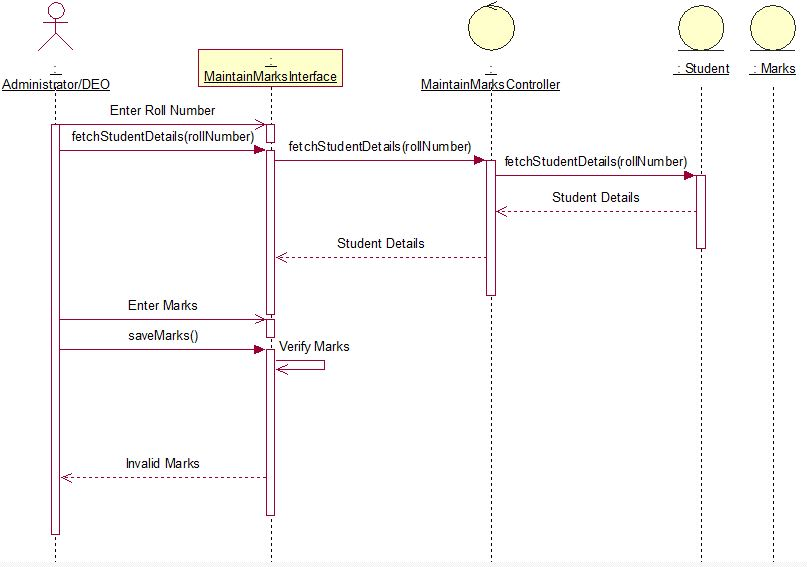 :
Administrator/DEO
:
MaintainMarksInterface
:
MaintainMarksController
: Student
: Marks
Enter Roll Number
fetchStudentDetails(rollNumber)
fetchStudentDetails(rollNumber)
fetchStudentDetails(rollNumber)
Student Details
Student Details
Enter Marks
saveMarks()
Verify Marks
Invalid Marks